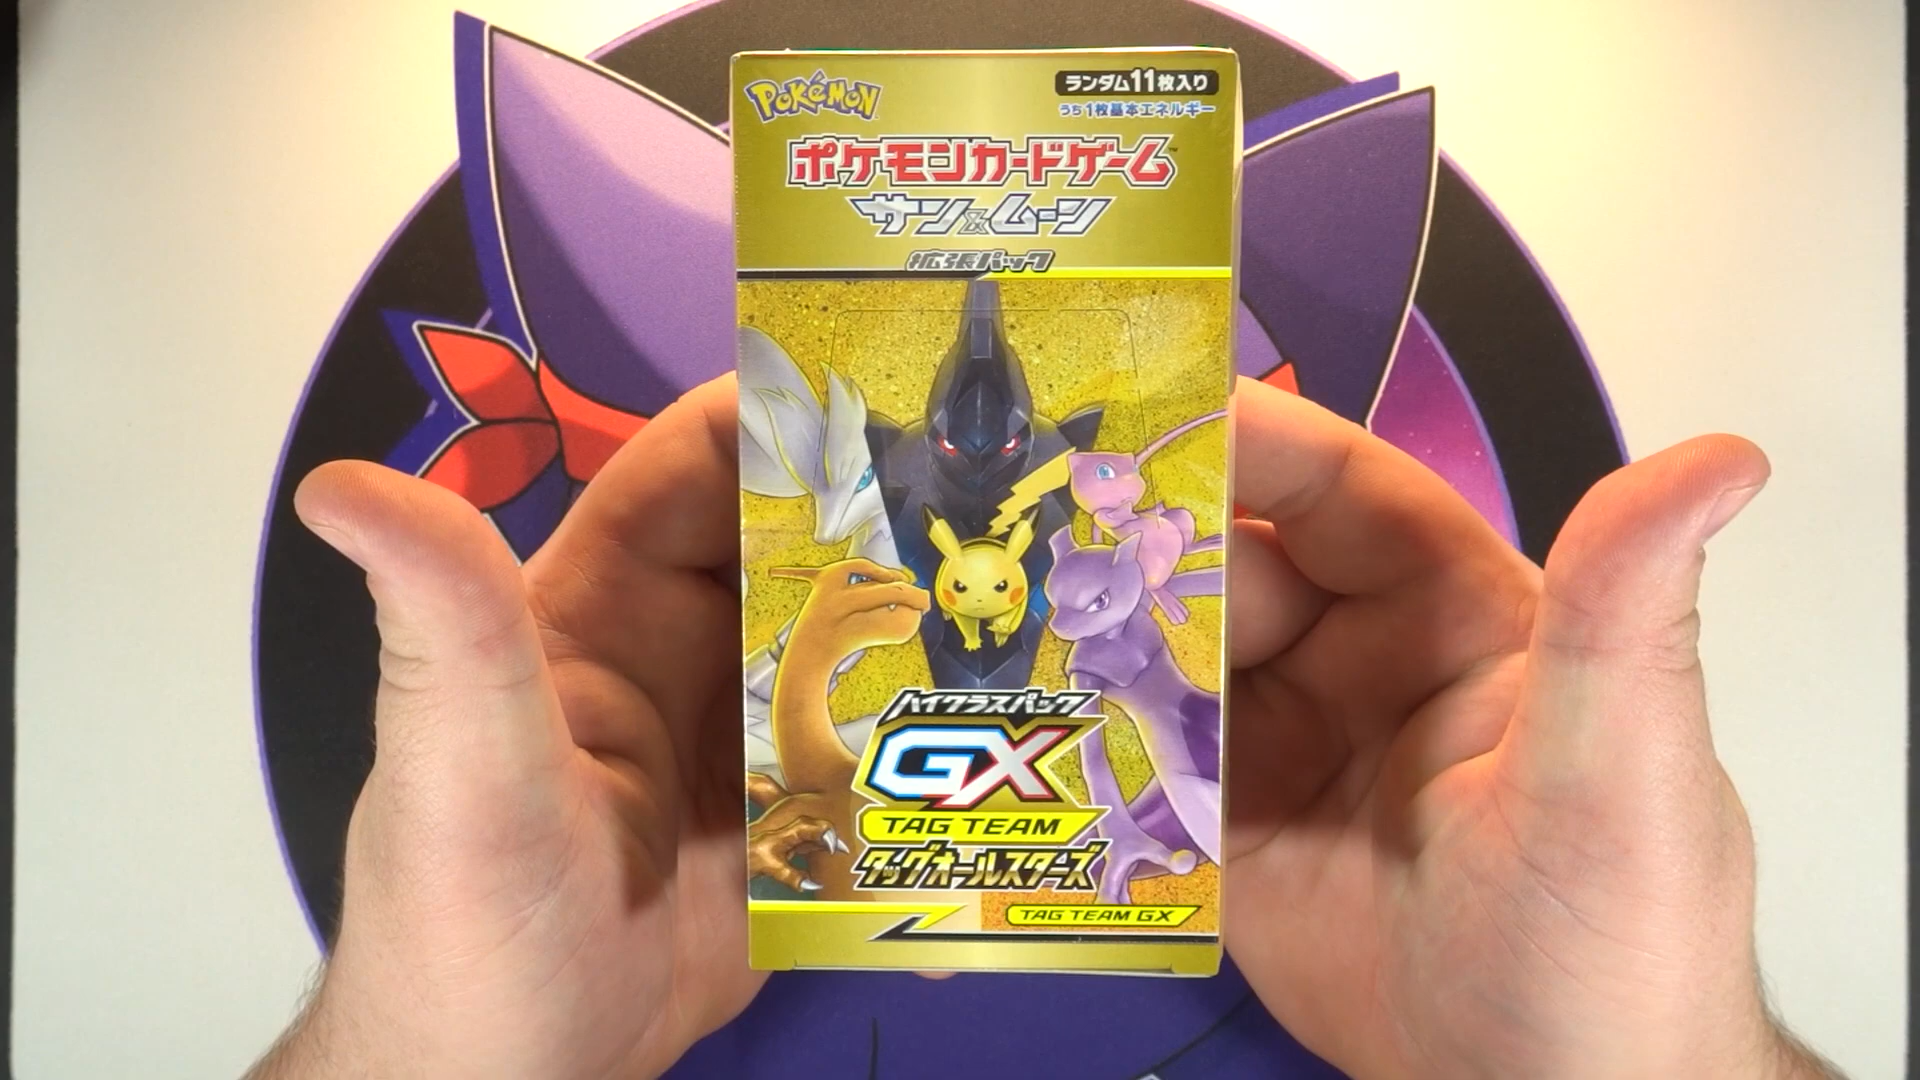 POKéMON
ランダム11枚入り
うち1枚基本エネルギー
ポケモンカードゲーム™
サン&ムーン
拡張パック
ハイクラスパック
GX
TAG TEAM
タッグオールスターズ
TAG TEAM GX